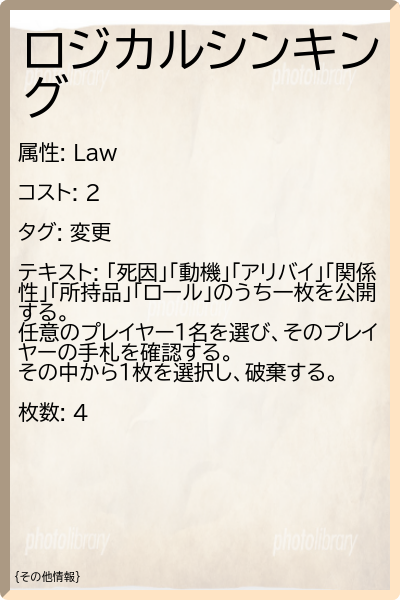 photolibrary photolibrary
ロジカルシンキン
グ
属性: Law
コスト: 2
タグ: 変更
テキスト: 「死因」「動機」「アリバイ」「関係
性」「所持品」「ロール」のうち一枚を公開
する。
任意のプレイヤー1名を選び、そのプレイ
ヤーの手札を確認する。
その中から1枚を選択し、破棄する。
枚数: 4
photolibrary photolibrary
{その他情報}